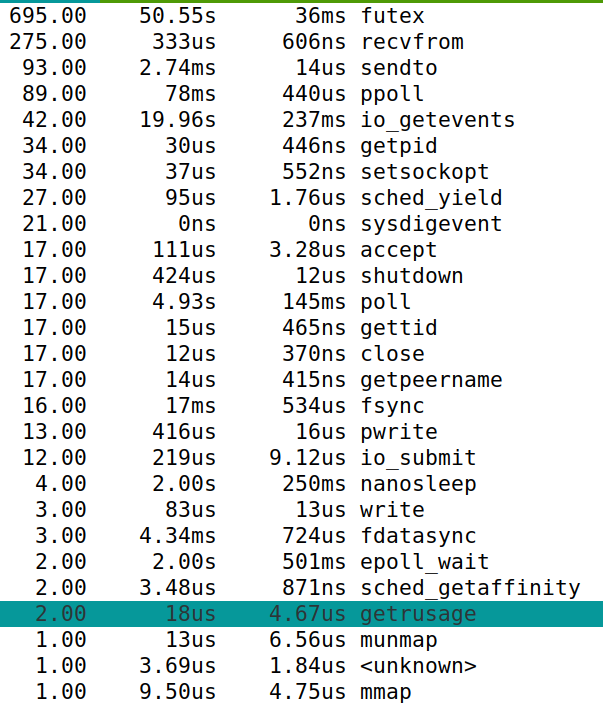 695.00 50.55s 36ms futex
275.00 333us 606ns recvfrom
93.00 2.74ms 14us sendto
89.00 78ms 440us ppoll
42.00 19.96s 237ms io_getevents
34.00 30us 446ns getpid
34.00 37us 552ns setsockopt
27.00 95us 1.76us sched_yield
21.00 0ns 0ns sysdigevent
17.00 111us 3.28us accept
17.00 424us 12us shutdown
17.00 4.93s 145ms poll
17.00 15us 465ns gettid
17.00 12us 370ns close
17.00 14us 415ns getpeername
16.00 17ms 534us fsync
13.00 416us 16us pwrite
12.00 219us 9.12us io_submit
4.00 2.00s 250ms nanosleep
3.00 83us 13us write
3.00 4.34ms 724us fdatasync
2.00 2.00s 501ms epoll_wait
2.00 3.48us 871ns sched_getaffinity
2.00 18us 4.67us getrusage
1.00 13us 6.56us munmap
1.00 3.69us 1.84us <unknown>
1.00 9.50us 4.75us mmap